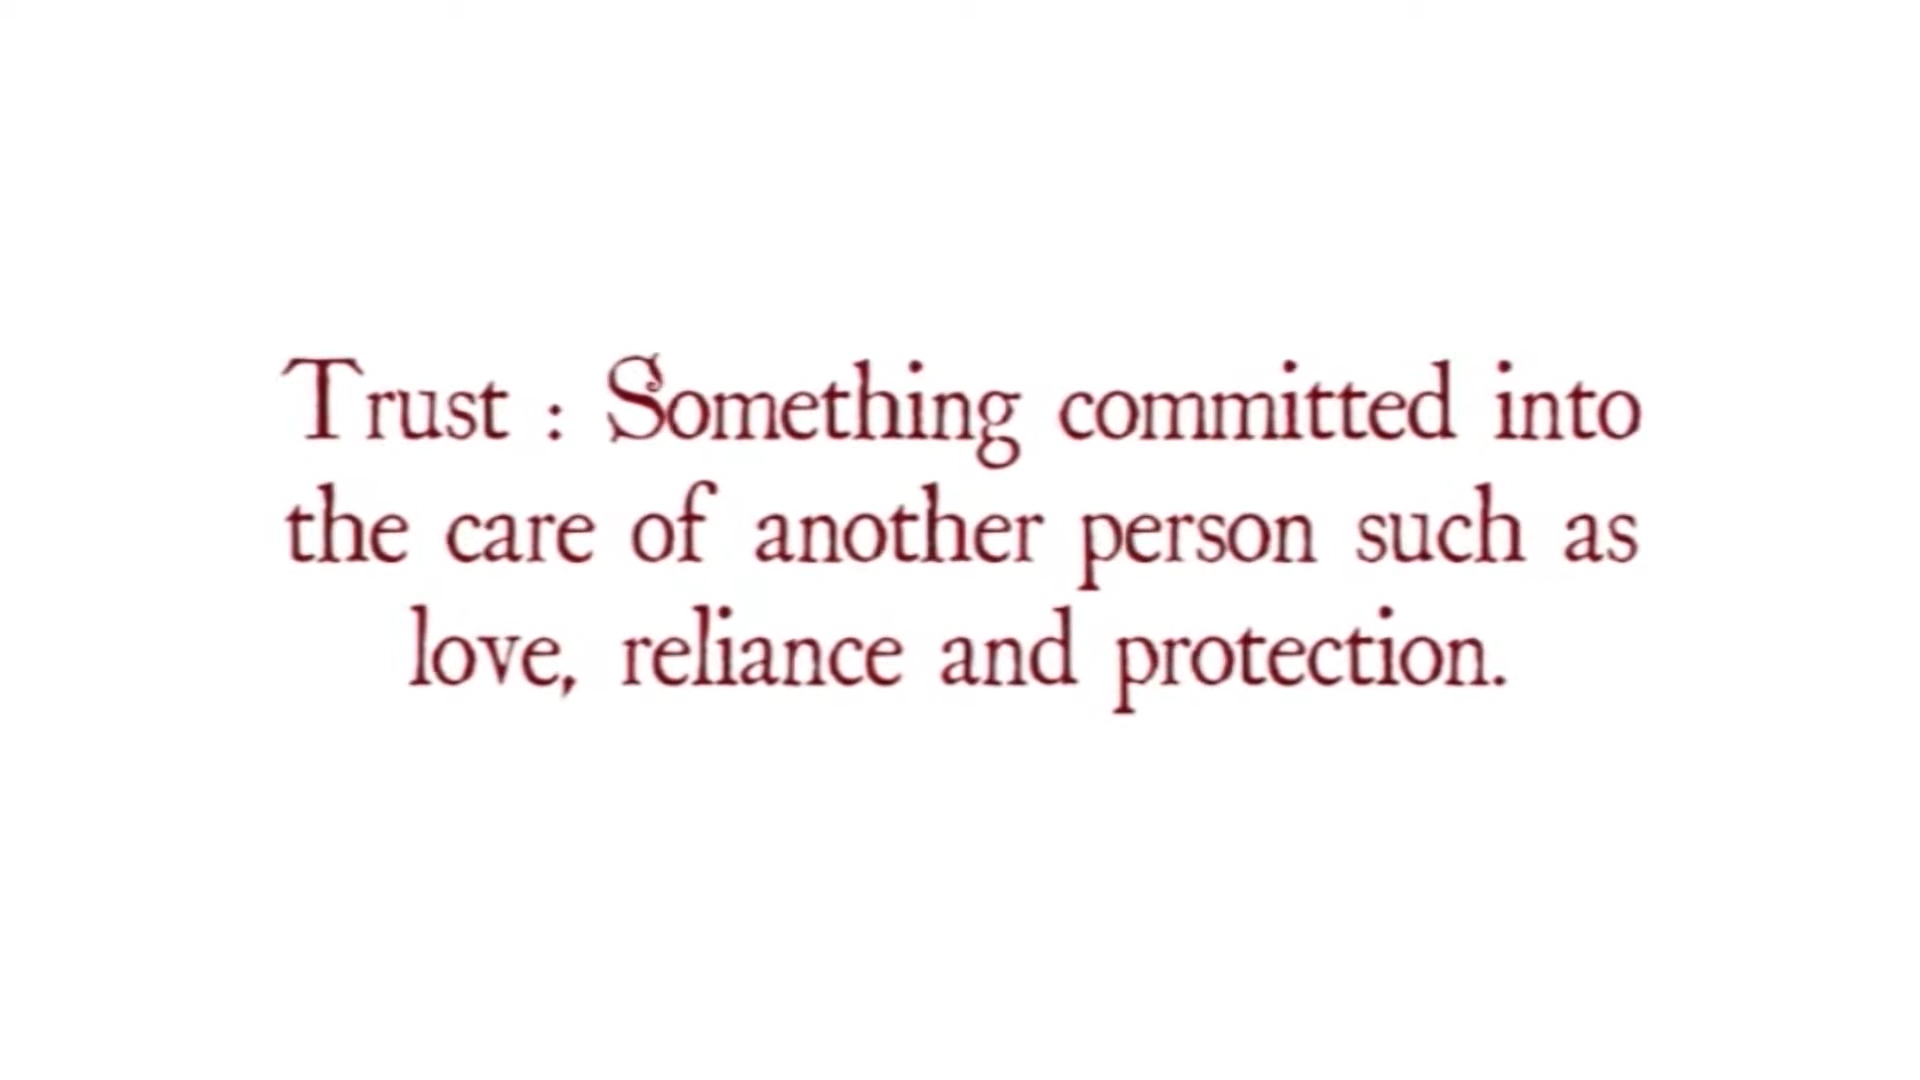 Trust : Something committed into
the care of another person such as
love, reliance and protection.